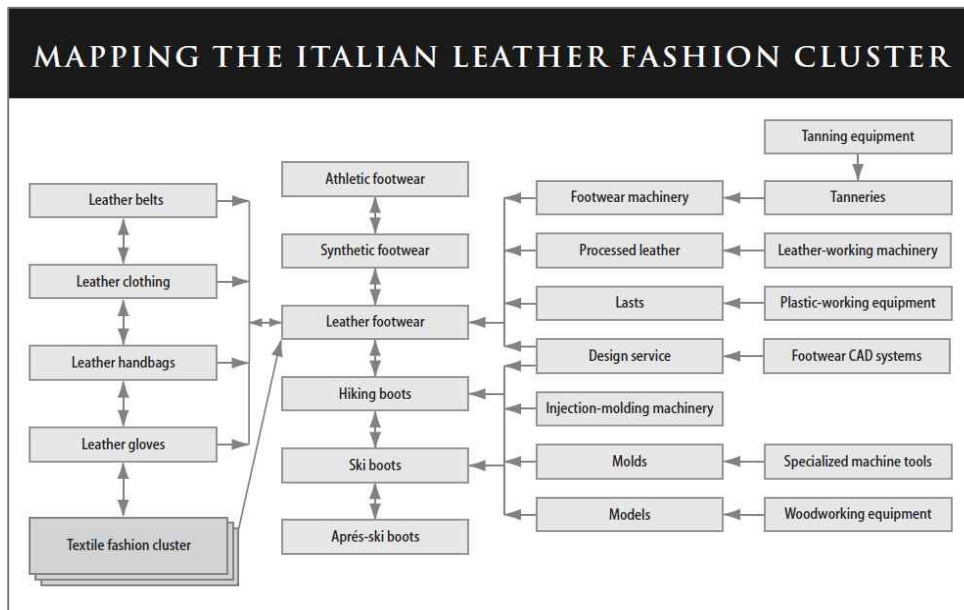 MAPPING THE ITALIAN LEATHER FASHION CLUSTER
Leather belts
Leather clothing
Leather handbags
Leather gloves
Textile fashion cluster
Athletic footwear
Synthetic footwear
Leather footwear
Hiking boots
Ski boots
Aprés-ski boots
Footwear machinery
Processed leather
Lasts
Design service
Injection-molding machinery
Molds
Models
Tanning equipment
Tanneries
Leather-working machinery
Plastic-working equipment
Footwear CAD systems
Specialized machine tools
Woodworking equipment